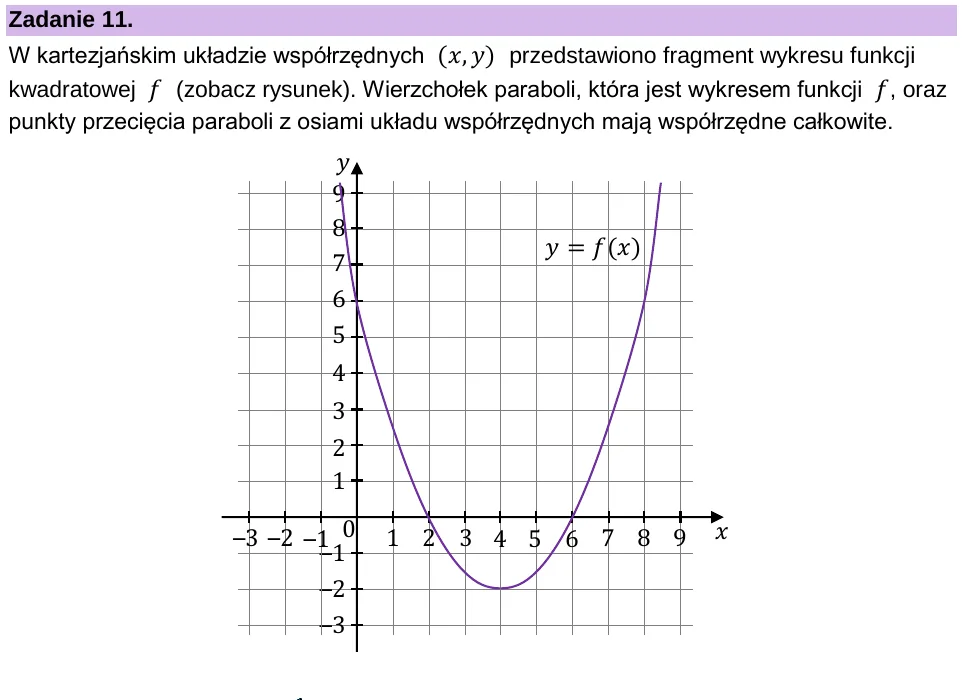 Zadanie 11.
W kartezjańskim układzie współrzędnych (x, y) przedstawiono fragment wykresu funkcji
kwadratowej f (zobacz rysunek). Wierzchołek paraboli, która jest wykresem funkcji f, oraz
punkty przecięcia paraboli z osiami układu współrzędnych mają współrzędne całkowite.
y
9
8
y = f(x)
7
6
5
4
3
2
1
0
−3 −2 −1 1 2 3 4 5 6 7 8 9 x
−1
−2
−3